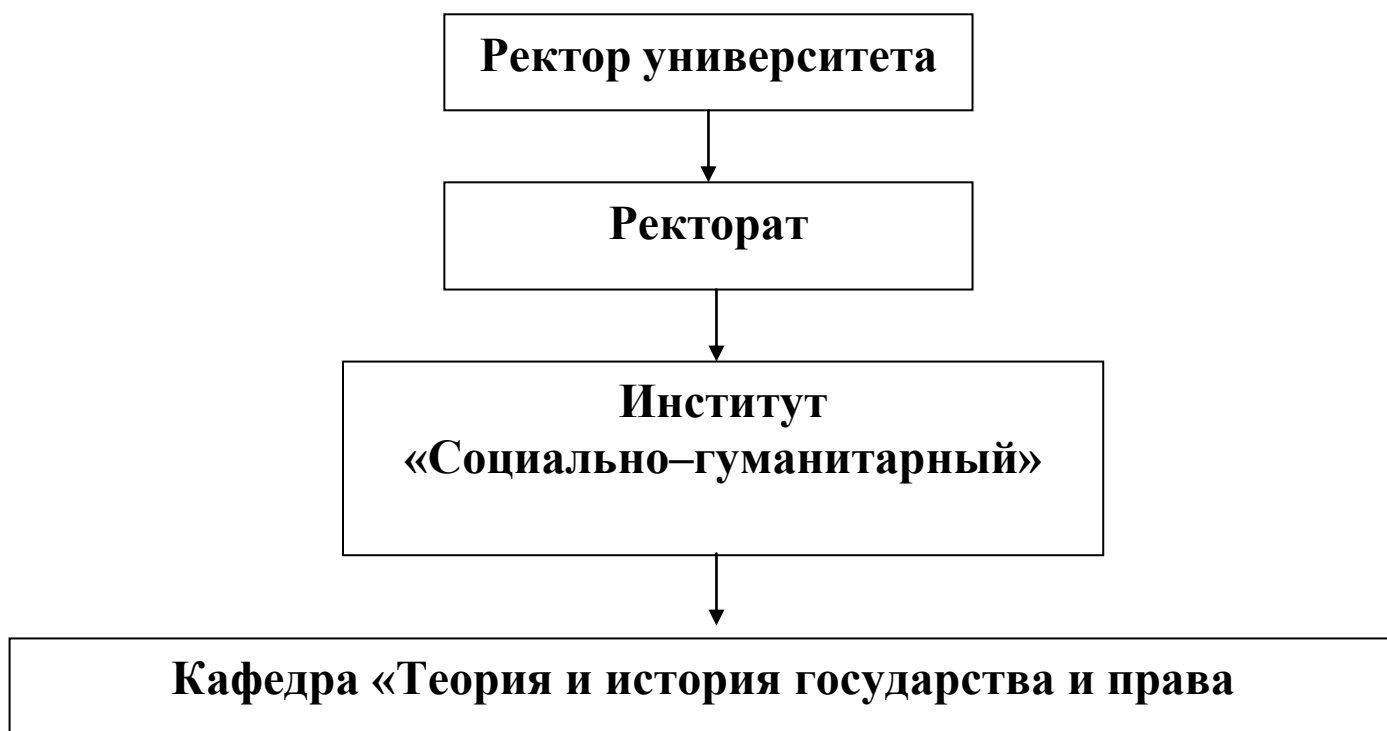 Ректор университета
Ректорат
Институт
«Социально–гуманитарный»
Кафедра «Теория и история государства и права